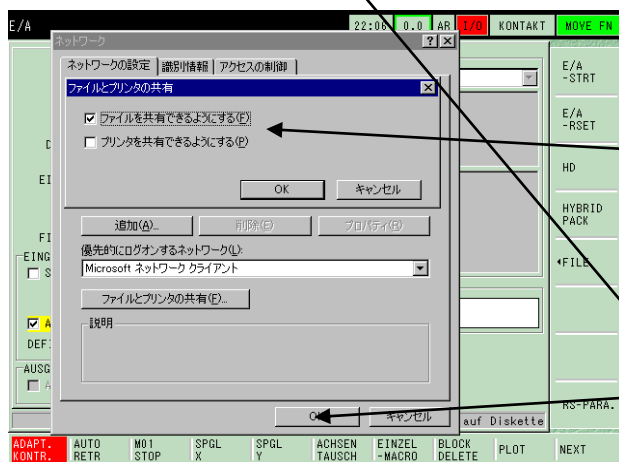 E/A 22:06 0.0 AR I/O KONTAKT MOVE FN
ネットワーク
ネットワークの設定 識別情報 アクセスの制御
ファイルとプリンタの共有
ファイルを共有できるようにする(F)
プリンタを共有できるようにする(P)
OK キャンセル
追加(A)... 削除(E) プロパティ(R)
優先的にログオンするネットワーク(L):
Microsoft ネットワーク クライアント
ファイルとプリンタの共有(F)...
説明
キャンセル
EI
FI
EING
S
A
DEF:
AUSG
A
auf Diskette
E/A
-STRT
E/A
-RSET
HD
HYBRID
PACK
FILE
RS-PARA.
ADAPT. AUTO M01 SPGL SPGL ACHSEN EINZEL BLOCK PLOT NEXT
KONTR. RETR STOP X Y TAUSCH -MACRO DELETE